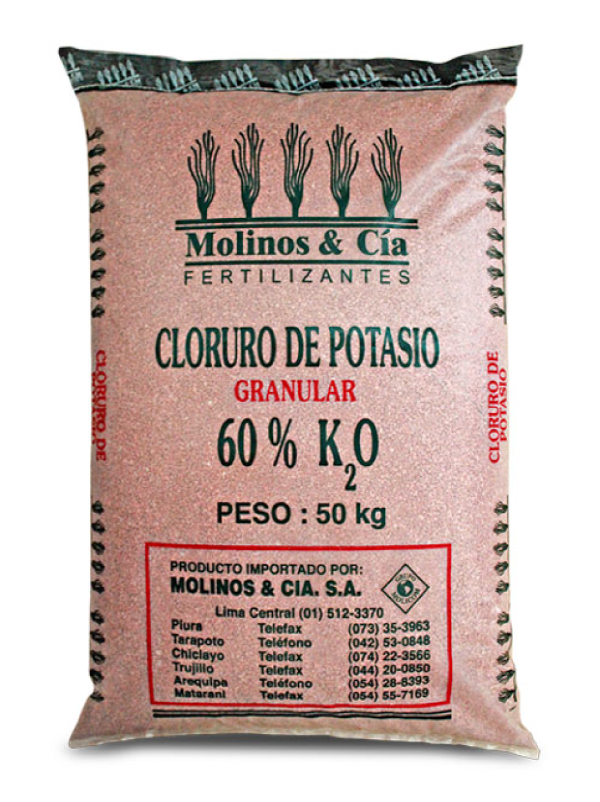 Molinos & Cía
FERTILIZANTES
CLORURO DE POTASIO
GRANULAR
60 % K₂O
PESO : 50 kg
PRODUCTO IMPORTADO POR:
MOLINOS & CIA. S.A.
GRUPO MOLICOM
Lima Central (01) 512-3370
Piura Telefax (073) 35-3963
Tarapoto Teléfono (042) 53-0848
Chiclayo Telefax (074) 22-3566
Trujillo Telefax (044) 20-0850
Arequipa Teléfono (054) 28-8393
Matarani Telefax (054) 55-7169
CLORURO DE
CLORURO DE
POTASIO